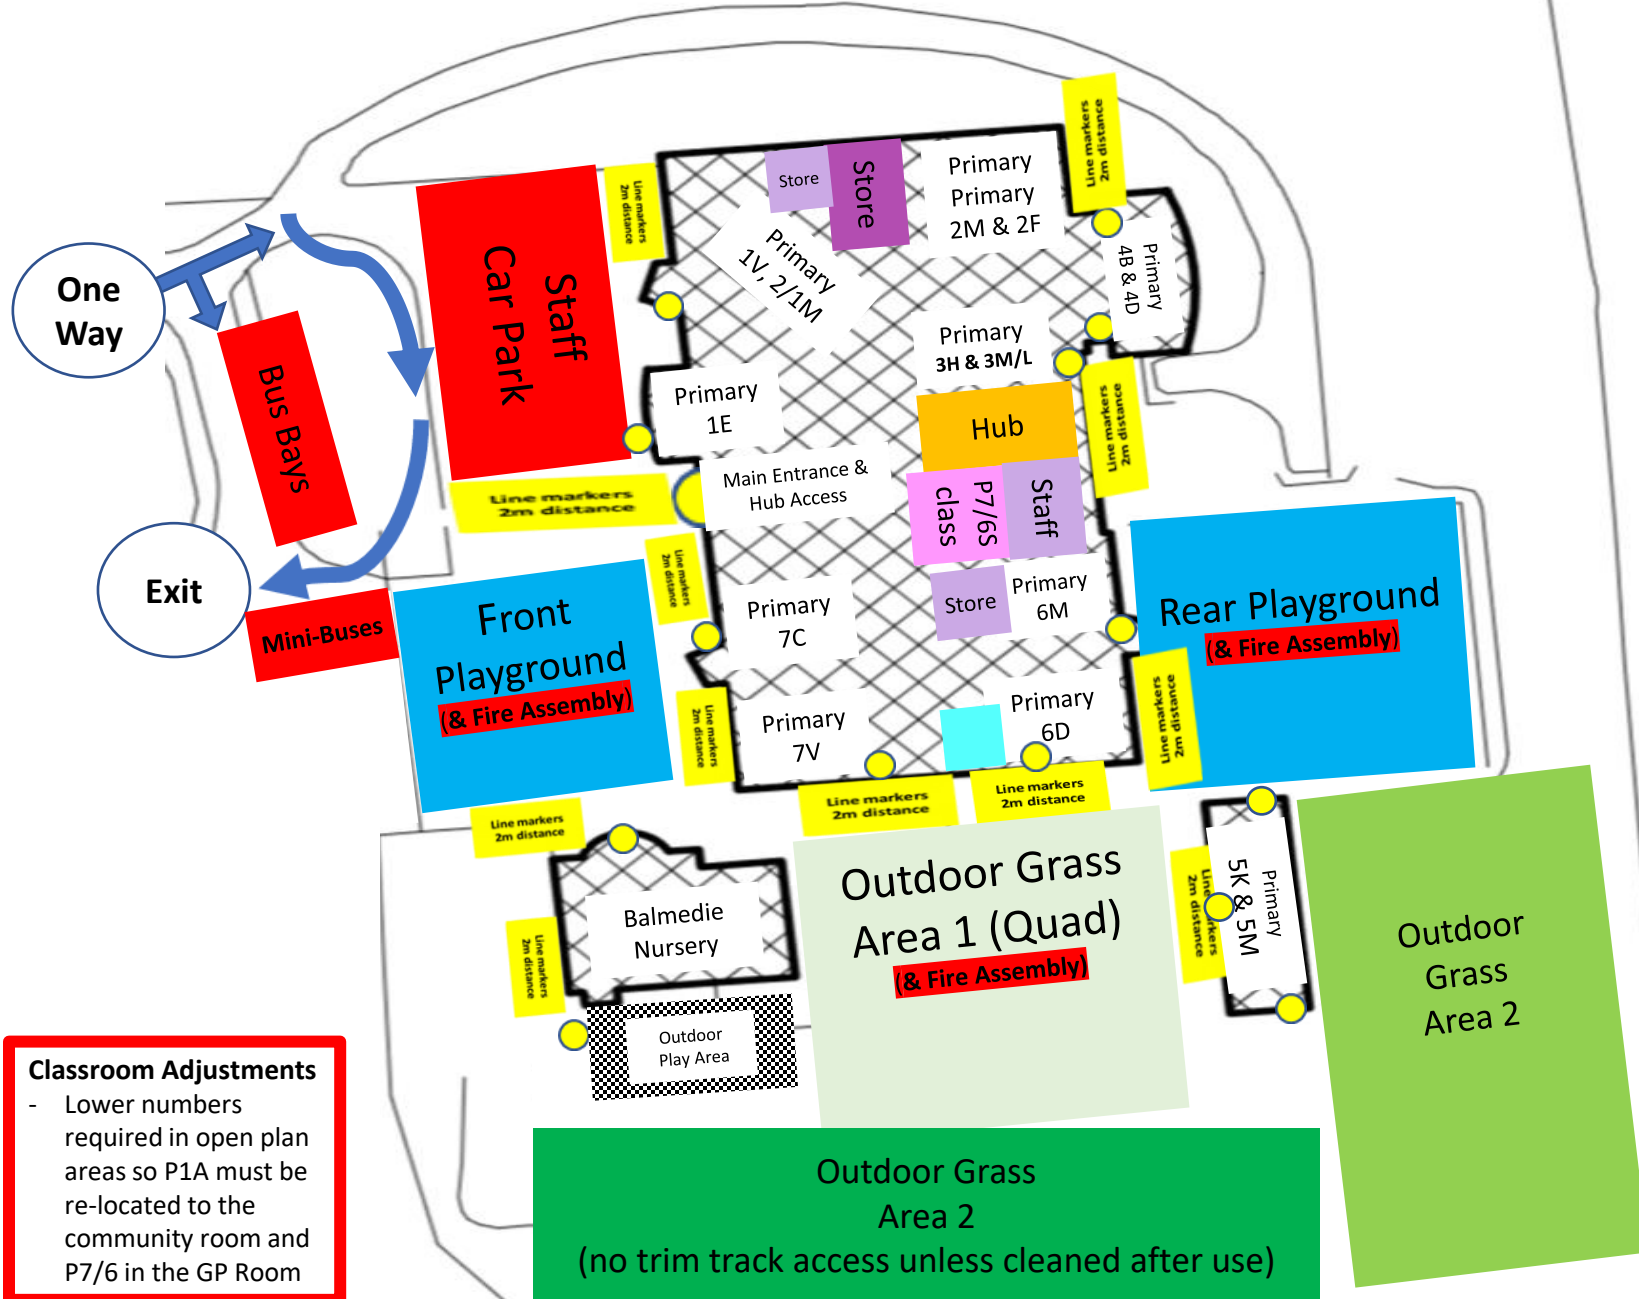 One
Way
Exit
Bus Bays
Mini-Buses
Staff
Car Park
Line markers
2m distance
Line markers
2m distance
Store
Store
Primary
Primary
2M & 2F
Line markers
2m distance
Primary
1V, 2/1M
Primary
4B & 4D
Primary
3H & 3M/L
Primary
1E
Hub
Line markers
2m distance
Main Entrance &
Hub Access
P7/6S
class
Staff
Line markers
2m distance
Front
Playground
(& Fire Assembly)
Primary
7C
Store
Primary
6M
Rear Playground
(& Fire Assembly)
Line markers
2m distance
Primary
7V
Primary
6D
Line markers
2m distance
Line markers
2m distance
Line markers
2m distance
Line markers
2m distance
Line markers
2m distance
Balmedie
Nursery
Outdoor
Play Area
Outdoor Grass
Area 1 (Quad)
(& Fire Assembly)
Line markers
2m distance
Primary
5K & 5M
Outdoor
Grass
Area 2
Outdoor Grass
Area 2
(no trim track access unless cleaned after use)
Classroom Adjustments
- Lower numbers
required in open plan
areas so P1A must be
re-located to the
community room and
P7/6 in the GP Room